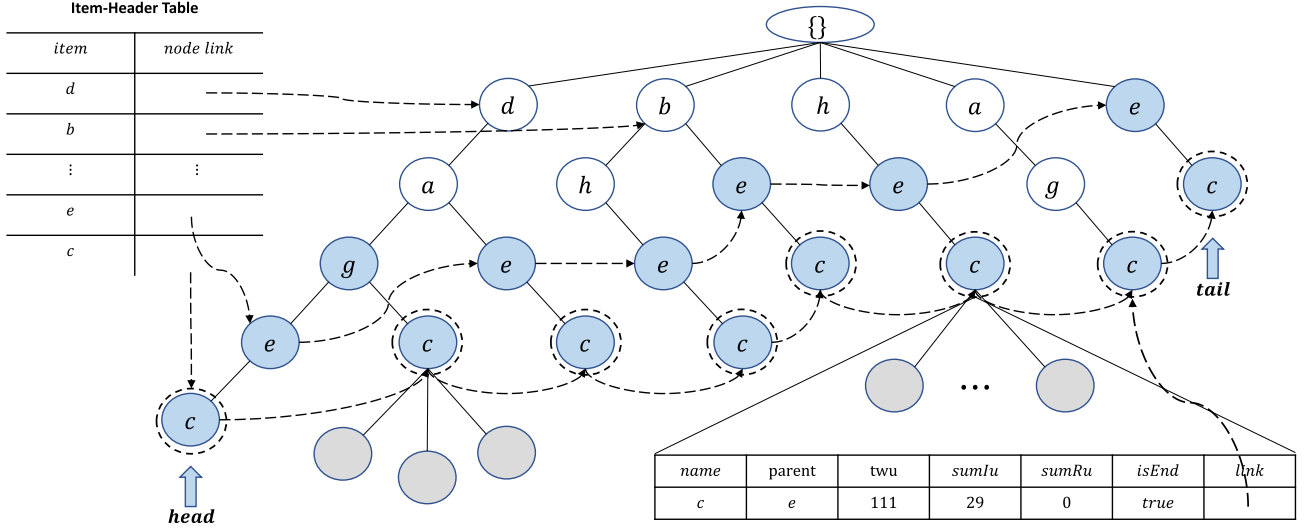 Item-Header Table
item node link
d
b
⋮ ⋮
e
c
{}
d b h a e
a h e e g c
g e e c c c
tail
e c c c
c
...
head
name parent twu sumIu sumRu isEnd link
c e 111 29 0 true